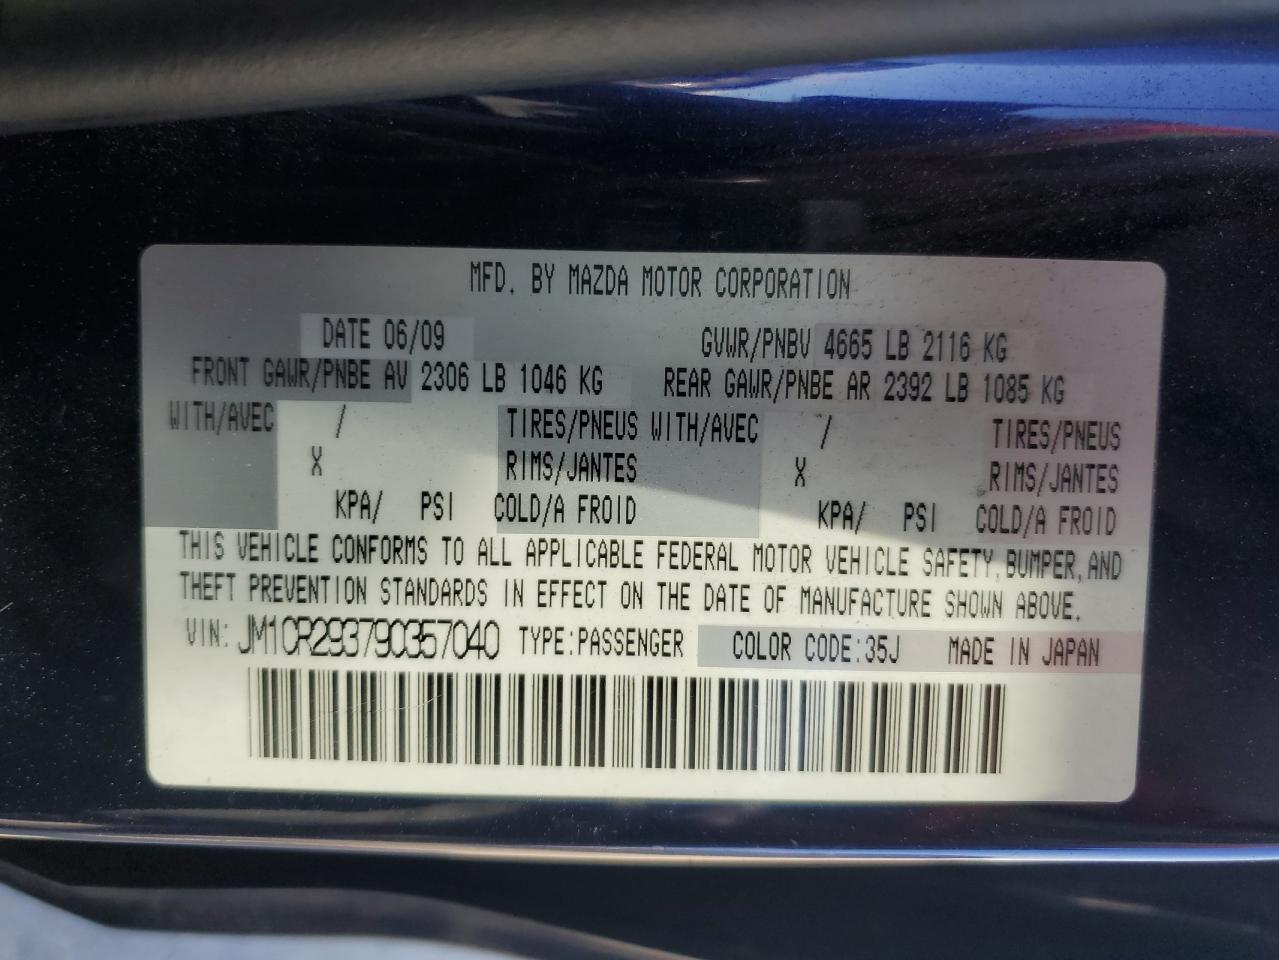 MFD. BY MAZDA MOTOR CORPORATION
DATE 06/09 GVWR/PNBV 4665 LB 2116 KG
FRONT GAWR/PNBE AV 2306 LB 1046 KG REAR GAWR/PNBE AR 2392 LB 1085 KG
WITH/AVEC / TIRES/PNEUS WITH/AVEC / TIRES/PNEUS
X RIMS/JANTES X RIMS/JANTES
KPA/ PSI COLD/A FROID KPA/ PSI COLD/A FROID
THIS VEHICLE CONFORMS TO ALL APPLICABLE FEDERAL MOTOR VEHICLE SAFETY, BUMPER, AND
THEFT PREVENTION STANDARDS IN EFFECT ON THE DATE OF MANUFACTURE SHOWN ABOVE.
VIN: JM1CR293790357040 TYPE:PASSENGER COLOR CODE:35J MADE IN JAPAN